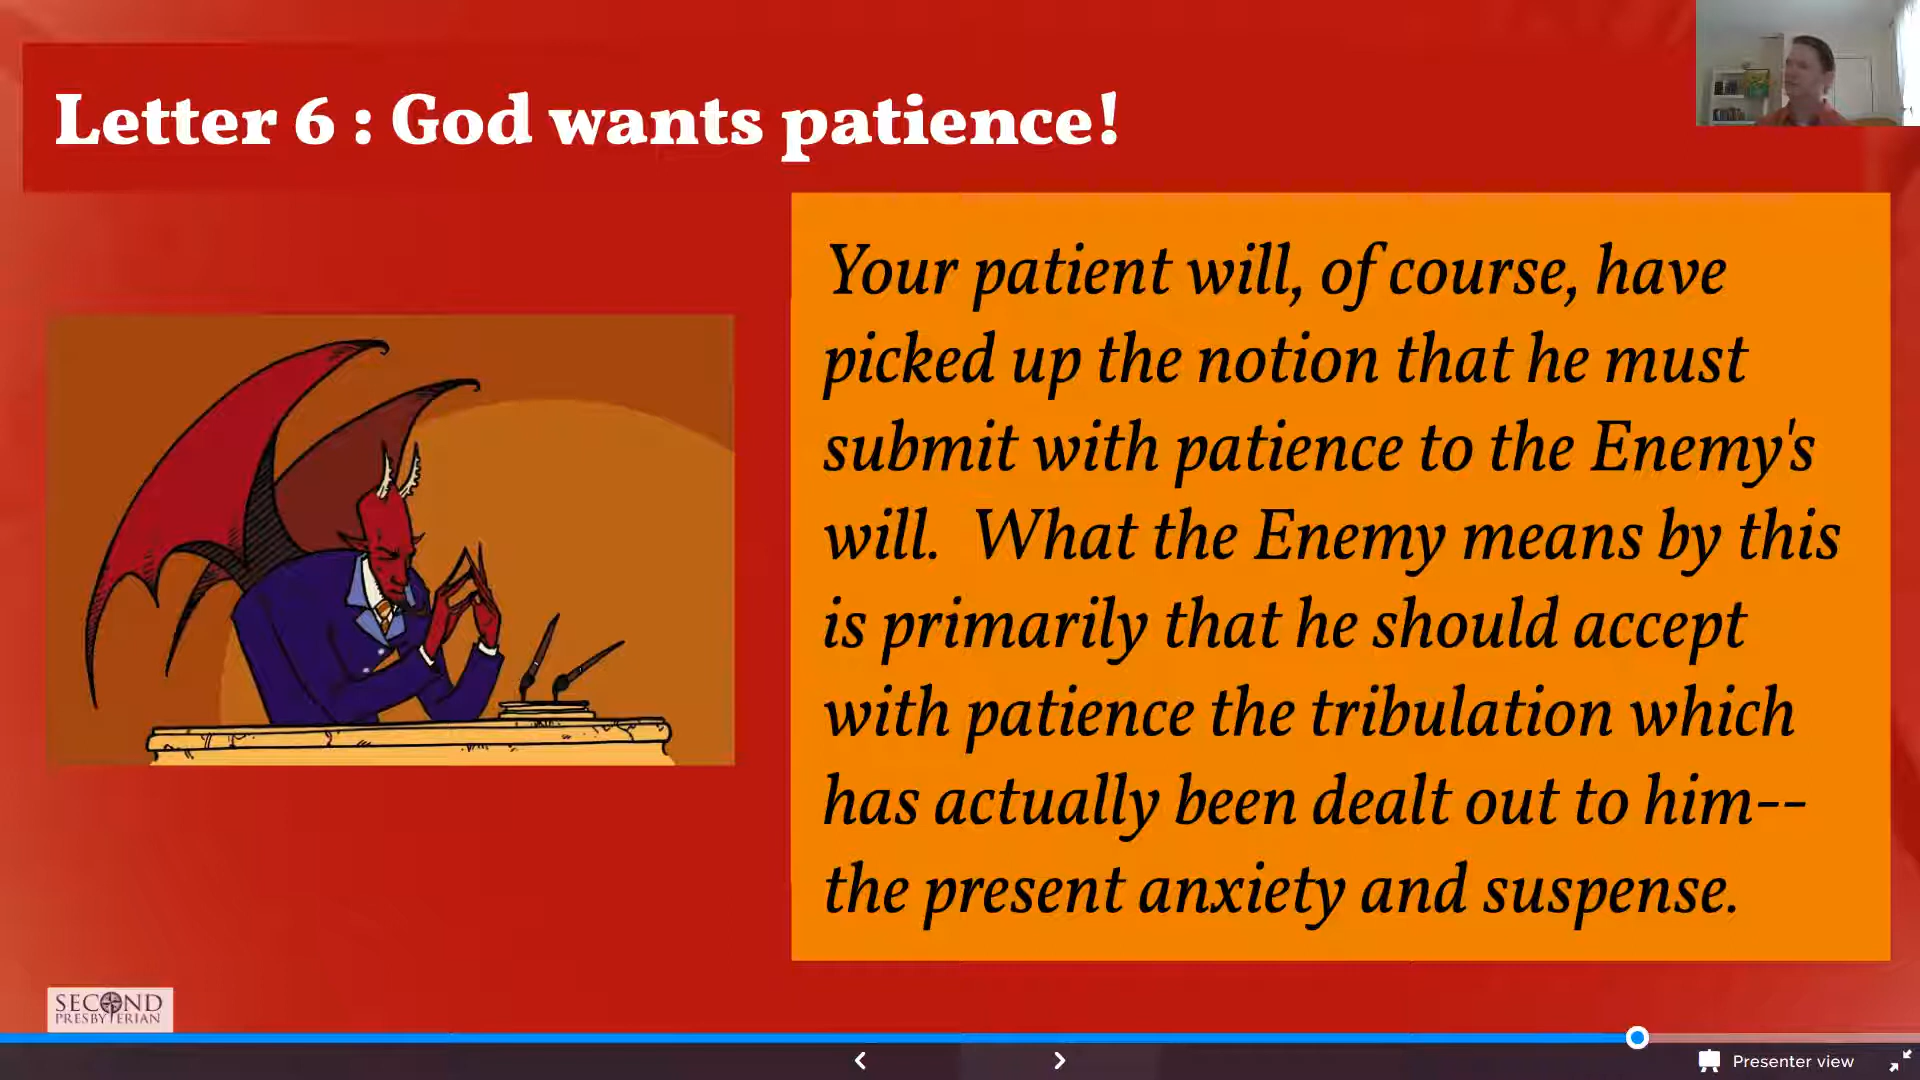 Letter 6 : God wants patience!
Your patient will, of course, have
picked up the notion that he must
submit with patience to the Enemy's
will.  What the Enemy means by this
is primarily that he should accept
with patience the tribulation which
has actually been dealt out to him--
the present anxiety and suspense.
SECOND
PRESBYTERIAN
Presenter view